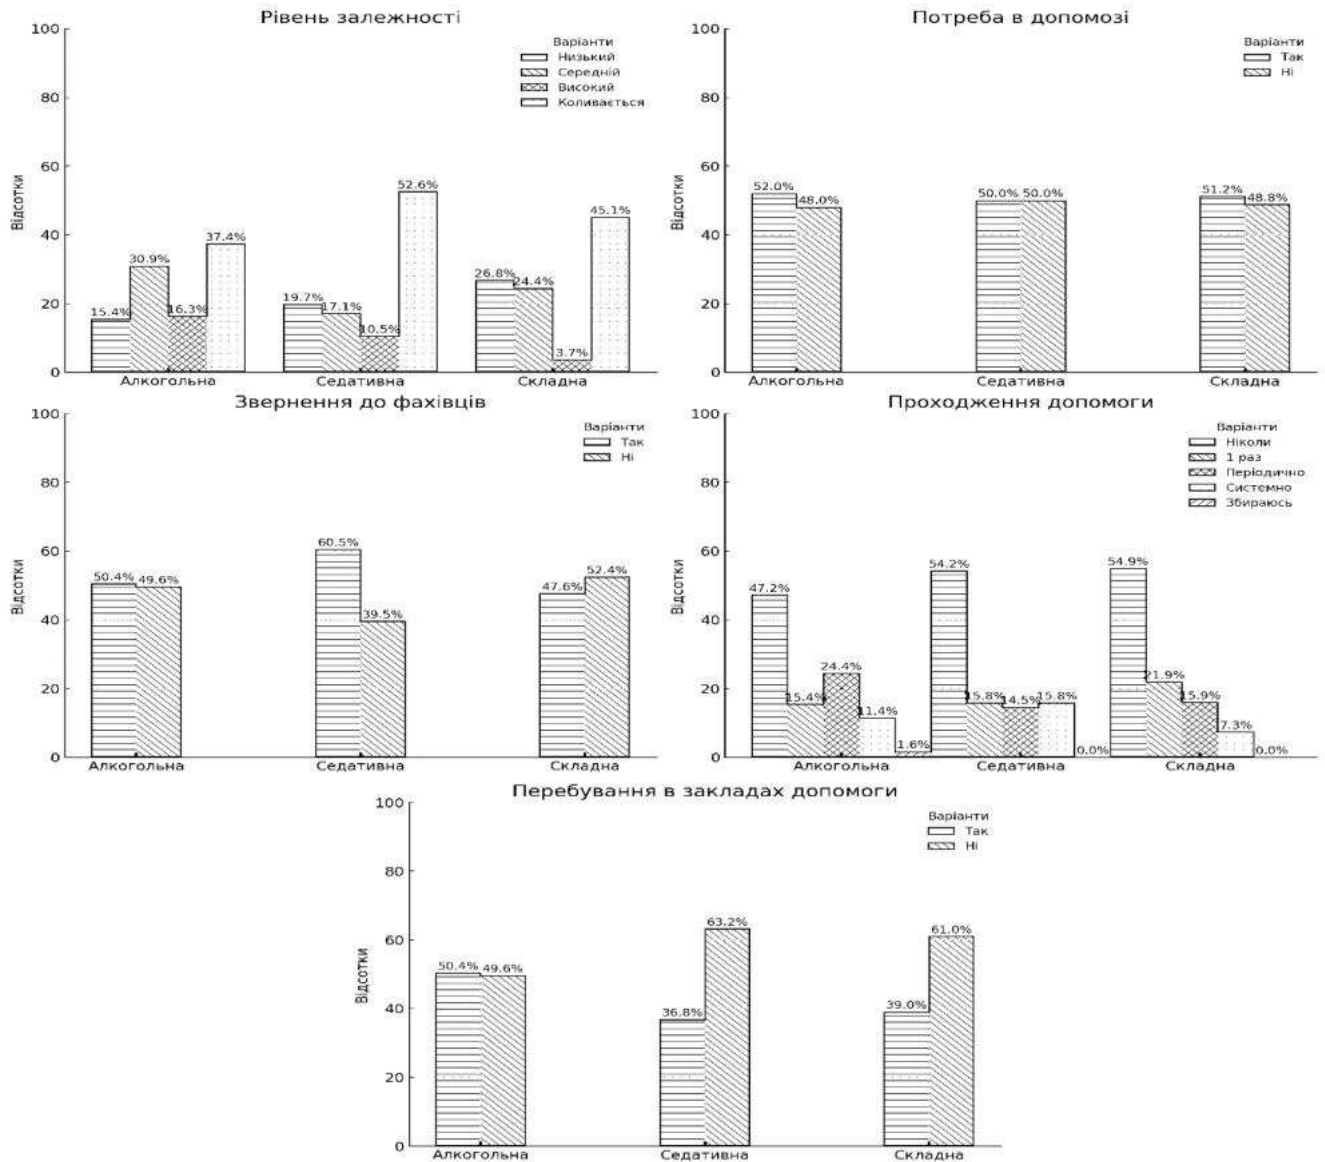 Рівень залежності
Відсотки
100
80
60
40
20
0
Варіанти
Низький
Середній
Високий
Коливається
15.4%
30.9%
16.3%
37.4%
19.7%
17.1%
10.5%
52.6%
26.8%
24.4%
3.7%
45.1%
Алкогольна
Седативна
Складна
Потреба в допомозі
Відсотки
100
80
60
40
20
0
Варіанти
Так
Ні
52.0%
48.0%
50.0%
50.0%
51.2%
48.8%
Алкогольна
Седативна
Складна
Звернення до фахівців
Відсотки
100
80
60
40
20
0
Варіанти
Так
Ні
50.4%
49.6%
60.5%
39.5%
47.6%
52.4%
Алкогольна
Седативна
Складна
Проходження допомоги
Відсотки
100
80
60
40
20
0
Варіанти
Ніколи
1 раз
Періодично
Системно
Збираюсь
47.2%
15.4%
24.4%
11.4%
1.6%
54.2%
15.8%
14.5%
15.8%
0.0%
54.9%
21.9%
15.9%
7.3%
0.0%
Алкогольна
Седативна
Складна
Перебування в закладах допомоги
Відсотки
100
80
60
40
20
0
Варіанти
Так
Ні
50.4%
49.6%
36.8%
63.2%
39.0%
61.0%
Алкогольна
Седативна
Складна